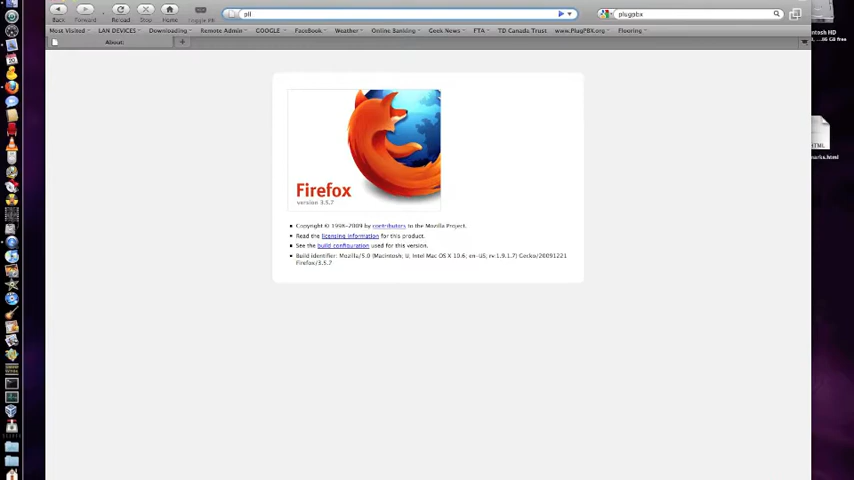 pll
plugpbx
Back Forward Reload Stop Home
Most Visited LAN DEVICES Downloading GOOGLE FaceBook Weather Online Banking Geek News FTA TD Canada Trust www.PlugPBX.org Flooring
About:
Firefox
version 3.5.7
Copyright © 1998-2009 by contributors to the Mozilla Project.
Read the licensing information for this product.
See the build configuration used for this version.
Build identifier: Mozilla/5.0 (Macintosh; U; Intel Mac OS X 10.6; en-US; rv:1.9.1.7) Gecko/20091221
Firefox/3.5.7